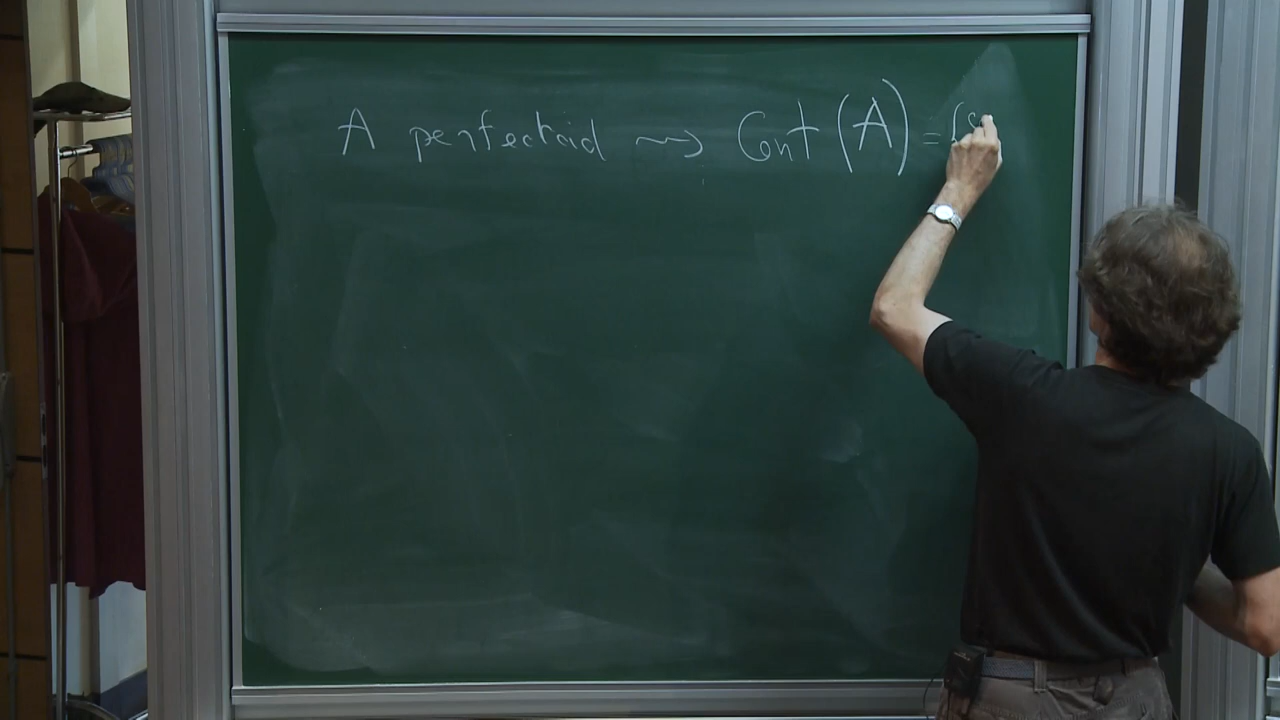 A perfectoid ⇝ Cont (A) = {